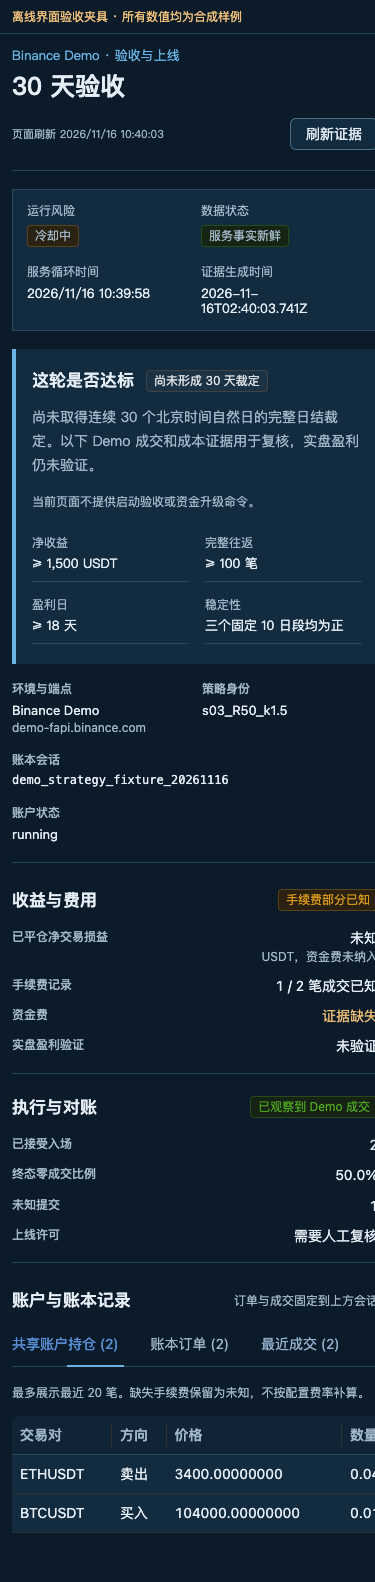 离线界面验收夹具 · 所有数值均为合成样例
Binance Demo · 验收与上线
30 天验收
页面刷新 2026/11/16 10:40:03
刷新证据
运行风险
数据状态
冷却中
服务事实新鲜
服务循环时间
证据生成时间
2026/11/16 10:39:58
2026-11-
16T02:40:03.741Z
这轮是否达标
尚未形成 30 天裁定
尚未取得连续 30 个北京时间自然日的完整日结裁
定。以下 Demo 成交和成本证据用于复核，实盘盈利
仍未验证。
当前页面不提供启动验收或资金升级命令。
净收益
完整往返
≥ 1,500 USDT
≥ 100 笔
盈利日
稳定性
≥ 18 天
三个固定 10 日段均为正
环境与端点
策略身份
Binance Demo
s03_R50_k1.5
demo-fapi.binance.com
账本会话
demo_strategy_fixture_20261116
账户状态
running
收益与费用
手续费部分已知
已平仓净交易损益
未知
USDT，资金费未纳入
手续费记录
1 / 2 笔成交已知
资金费
证据缺失
实盘盈利验证
未验证
执行与对账
已观察到 Demo 成交
已接受入场
2
终态零成交比例
50.0%
未知提交
1
上线许可
需要人工复核
账户与账本记录
订单与成交固定到上方会话
共享账户持仓 (2)
账本订单 (2)
最近成交 (2)
最多展示最近 20 笔。缺失手续费保留为未知，不按配置费率补算。
交易对 方向 价格 数量
ETHUSDT 卖出 3400.00000000 0.04
BTCUSDT 买入 104000.00000000 0.01